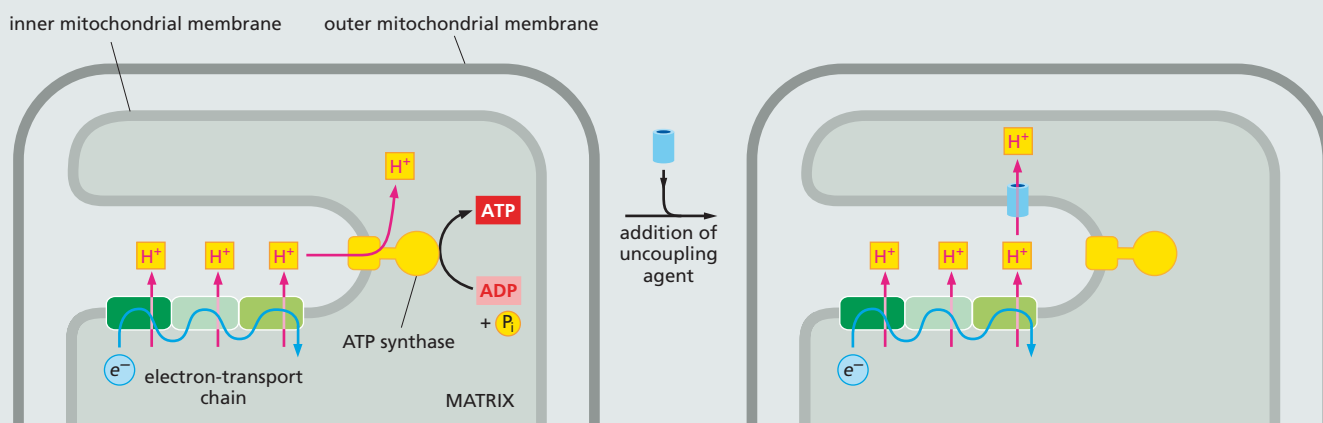 inner mitochondrial membrane
outer mitochondrial membrane
H⁺
ATP
H⁺ H⁺ H⁺
ADP
+ Pᵢ
ATP synthase
e⁻
electron-transport
chain
MATRIX
addition of
uncoupling
agent
H⁺
H⁺ H⁺ H⁺
e⁻